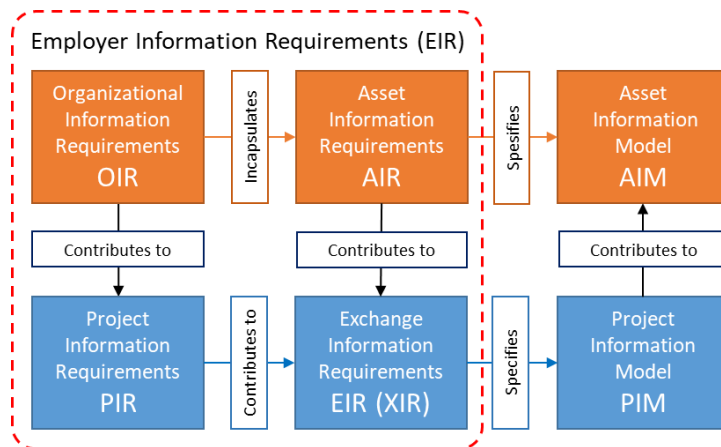 Employer Information Requirements (EIR)
Organizational
Information
Requirements
OIR
Incapsulates
Asset
Information
Requirements
AIR
Spesifies
Asset
Information
Model
AIM
Contributes to
Contributes to
Contributes to
Project
Information
Requirements
PIR
Contributes to
Exchange
Information
Requirements
EIR (XIR)
Specifies
Project
Information
Model
PIM